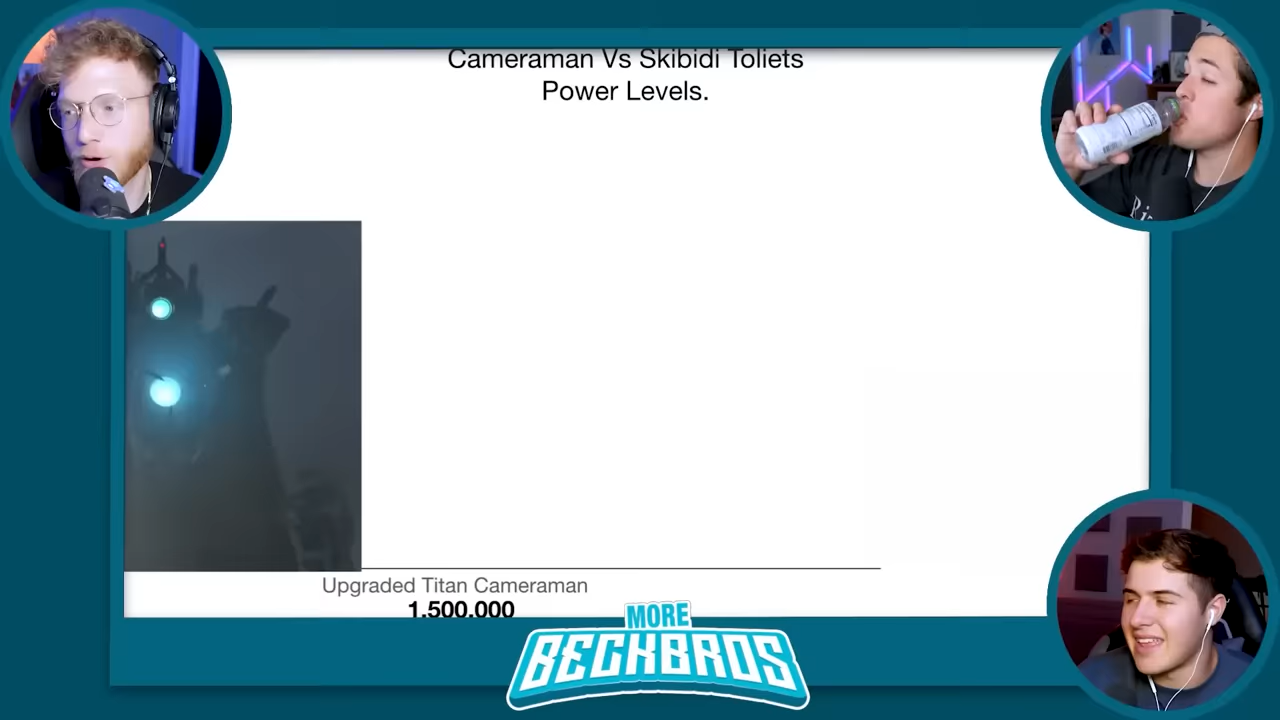 Cameraman Vs Skibidi Toliets
Power Levels.
Upgraded Titan Cameraman
1,500,000
MORE
BECKBROS